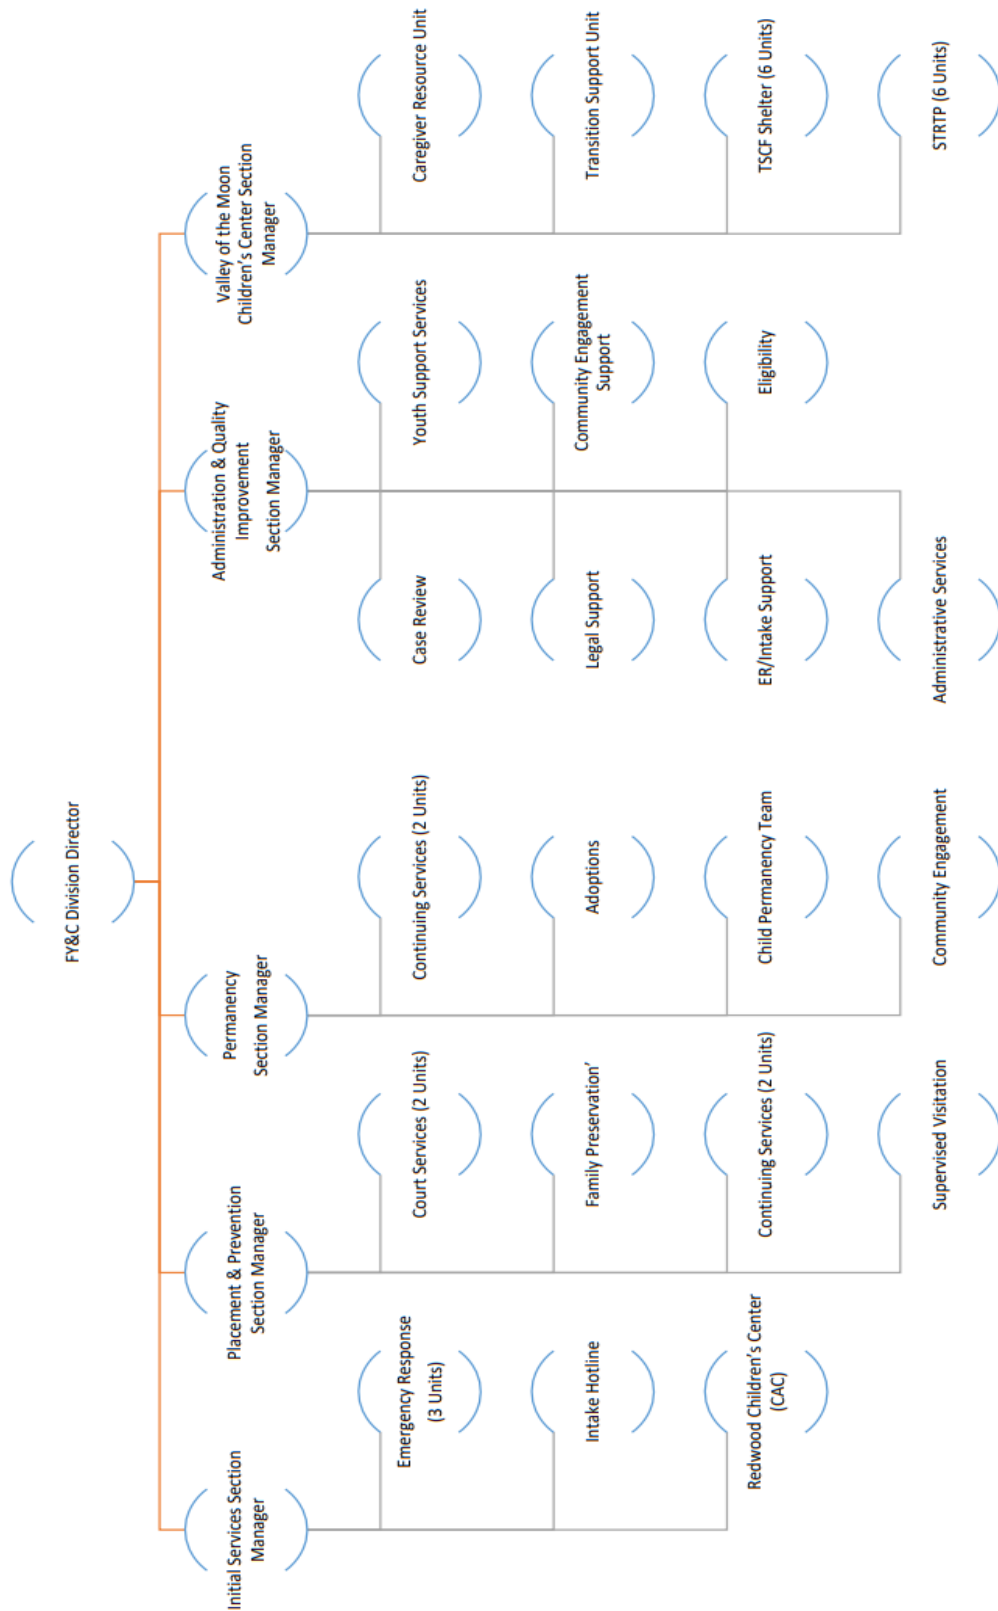 FY&C Division Director
Initial Services Section
Manager
Placement & Prevention
Section Manager
Permanency
Section Manager
Administration & Quality
Improvement
Section Manager
Valley of the Moon
Children’s Center Section
Manager
Emergency Response
(3 Units)
Intake Hotline
Redwood Children’s Center
(CAC)
Court Services (2 Units)
Family Preservation’
Continuing Services (2 Units)
Supervised Visitation
Continuing Services (2 Units)
Adoptions
Child Permanency Team
Community Engagement
Case Review
Legal Support
ER/Intake Support
Administrative Services
Youth Support Services
Community Engagement
Support
Eligibility
Caregiver Resource Unit
Transition Support Unit
TSCF Shelter (6 Units)
STRTP (6 Units)